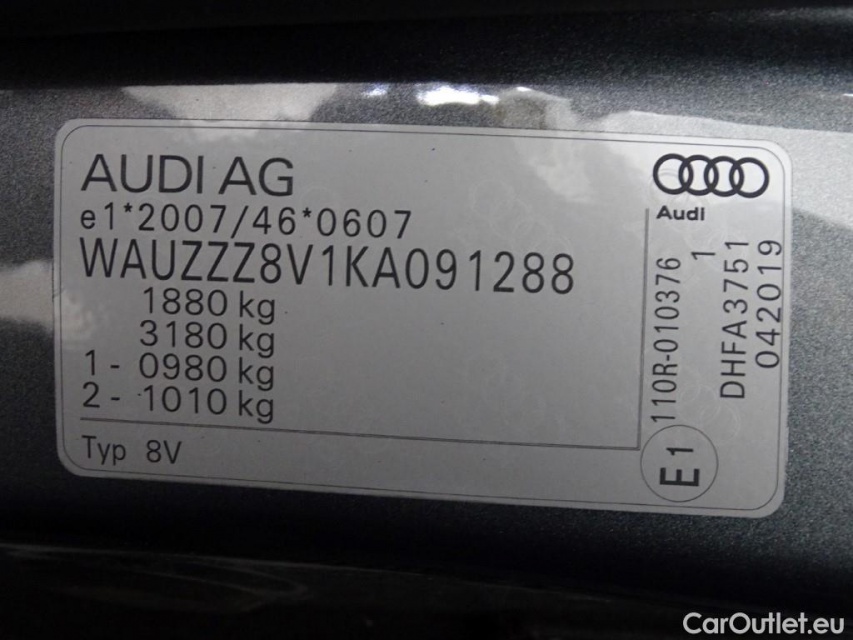 AUDI AG
e1*2007/46*0607
WAUZZZ8V1KA091288
1880 kg
3180 kg
1 - 0980 kg
2 - 1010 kg
Typ 8V
Audi
110R-010376
1
DHFA3751
042019
E1
CarOutlet.eu